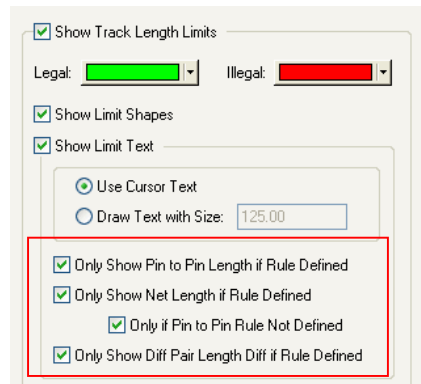 Show Track Length Limits
Legal: Illegal:
Show Limit Shapes
Show Limit Text
Use Cursor Text
Draw Text with Size: 125.00
Only Show Pin to Pin Length if Rule Defined
Only Show Net Length if Rule Defined
Only if Pin to Pin Rule Not Defined
Only Show Diff Pair Length Diff if Rule Defined